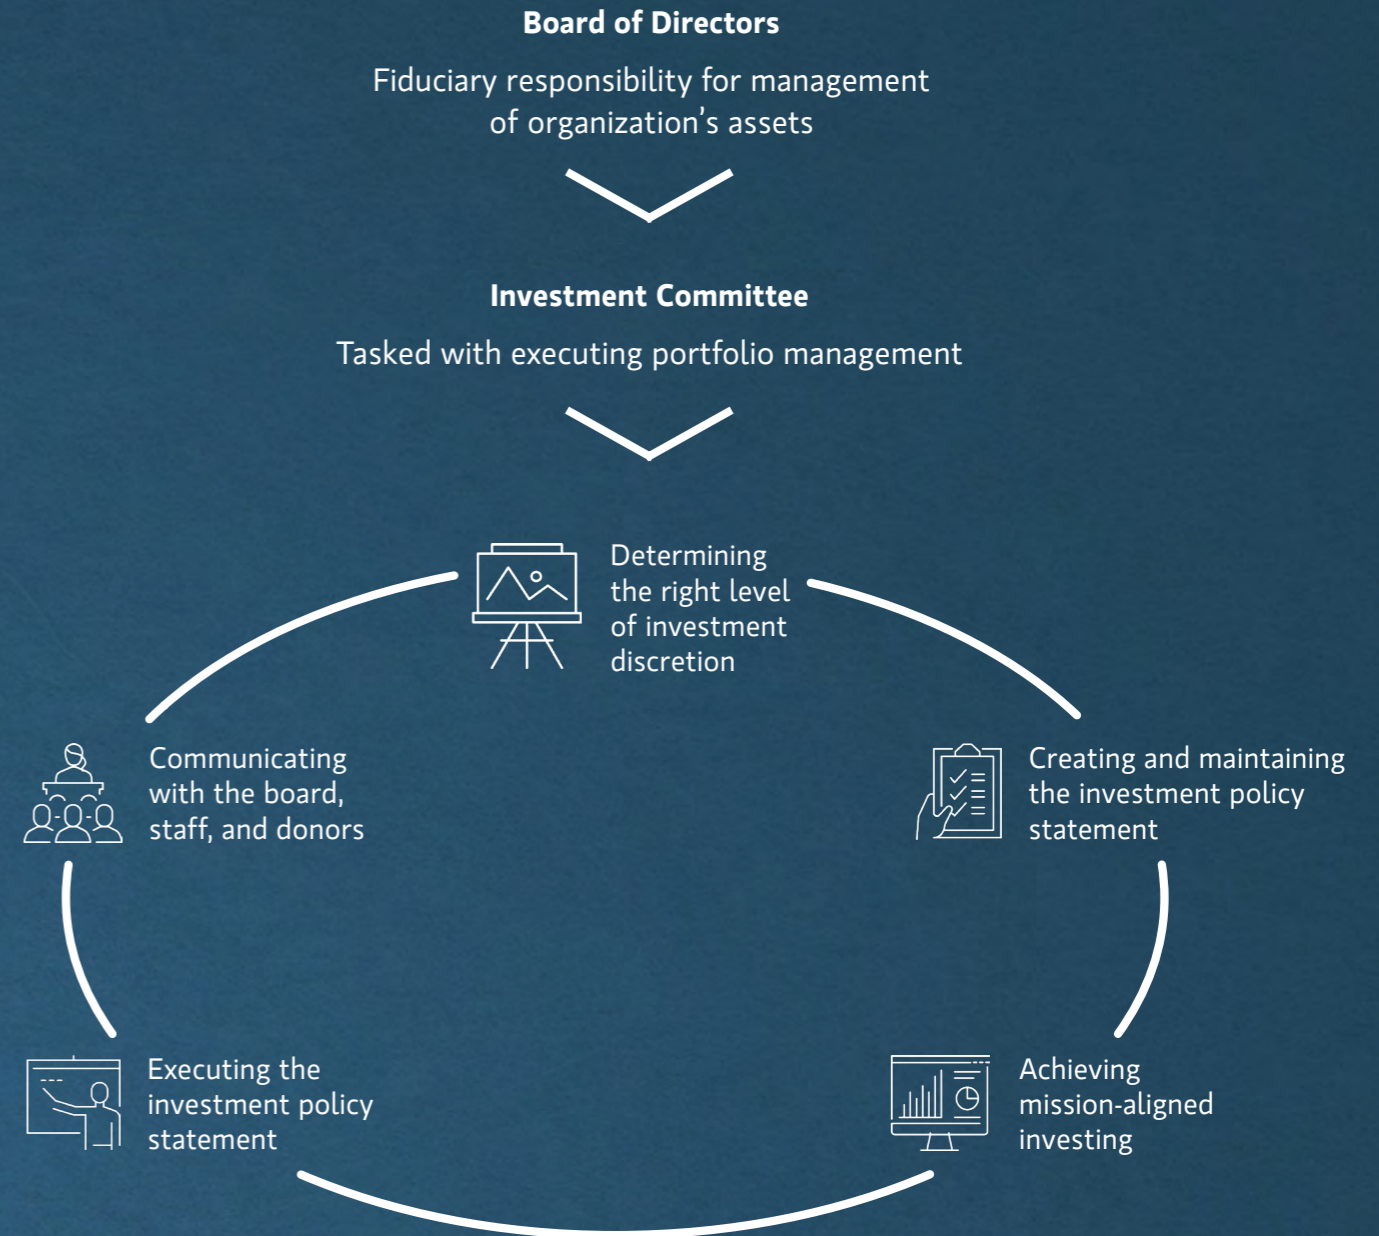 Board of Directors
Fiduciary responsibility for management
of organization’s assets
Investment Committee
Tasked with executing portfolio management
Determining
the right level
of investment
discretion
Creating and maintaining
the investment policy
statement
Achieving
mission-aligned
investing
Executing the
investment policy
statement
Communicating
with the board,
staff, and donors